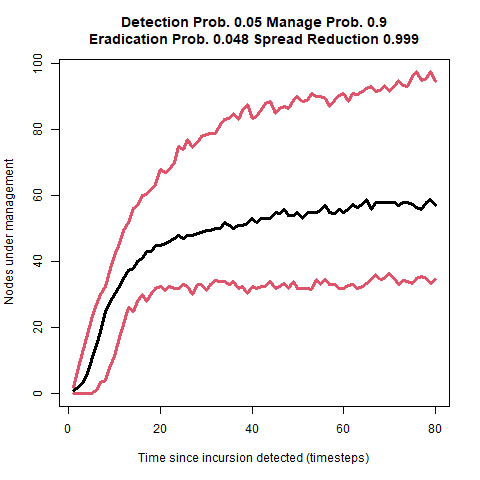 Detection Prob. 0.05 Manage Prob. 0.9
Eradication Prob. 0.048 Spread Reduction 0.999
Nodes under management
100
80
60
40
20
0
0 20 40 60 80
Time since incursion detected (timesteps)